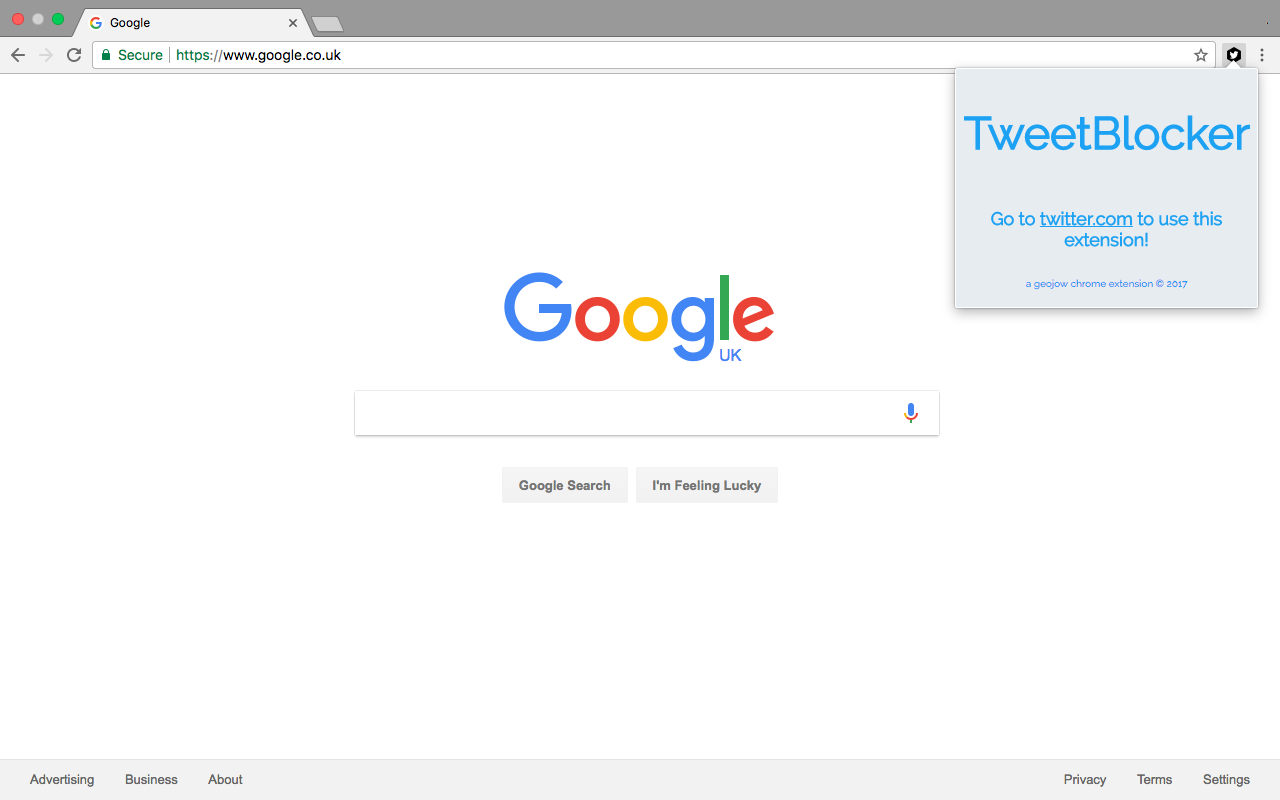 Google
Secure https://www.google.co.uk
TweetBlocker
Go to twitter.com to use this
extension!
a geojow chrome extension © 2017
Google
UK
Google Search I'm Feeling Lucky
Advertising Business About Privacy Terms Settings